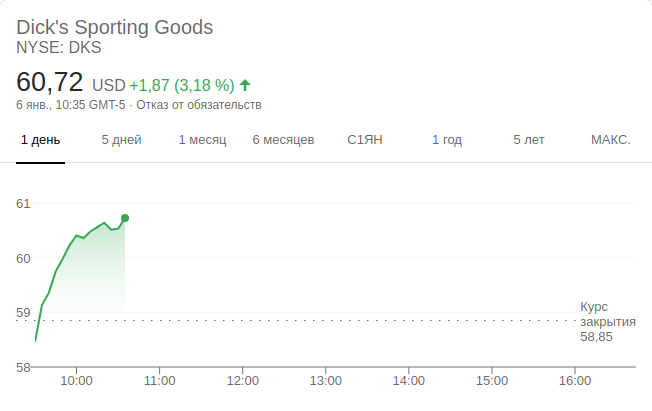 Dick's Sporting Goods
NYSE: DKS
60,72 USD +1,87 (3,18 %)
6 янв., 10:35 GMT-5 · Отказ от обязательств
1 день 5 дней 1 месяц 6 месяцев С1ЯН 1 год 5 лет МАКС.
61
60
59
Курс
закрытия
58,85
58
10:00 11:00 12:00 13:00 14:00 15:00 16:00